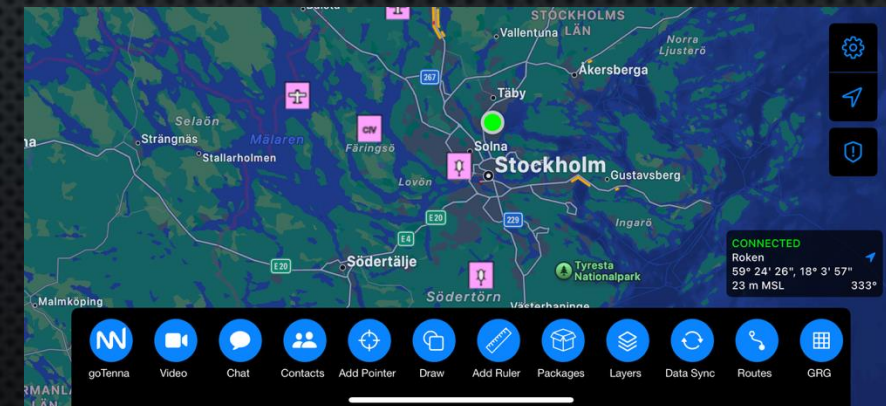 STOCKHOLMS
LÄN
Vallentuna
Norra
Ljusterö
Åkersberga
267
Täby
Selaön
CIV
Strängnäs
Mälaren
Färingsö
Solna
Stallarholmen
Stockholm
Lovön
Gustavsberg
E20
229
Ingarö
E4
CONNECTED
Roken
59° 24' 26", 18° 3' 57"
23 m MSL 333°
E20
Södertälje
Tyresta
Nationalpark
Södertörn
Malmköping
Västerhaninge
goTenna Video Chat Contacts Add Pointer Draw Add Ruler Packages Layers Data Sync Routes GRG